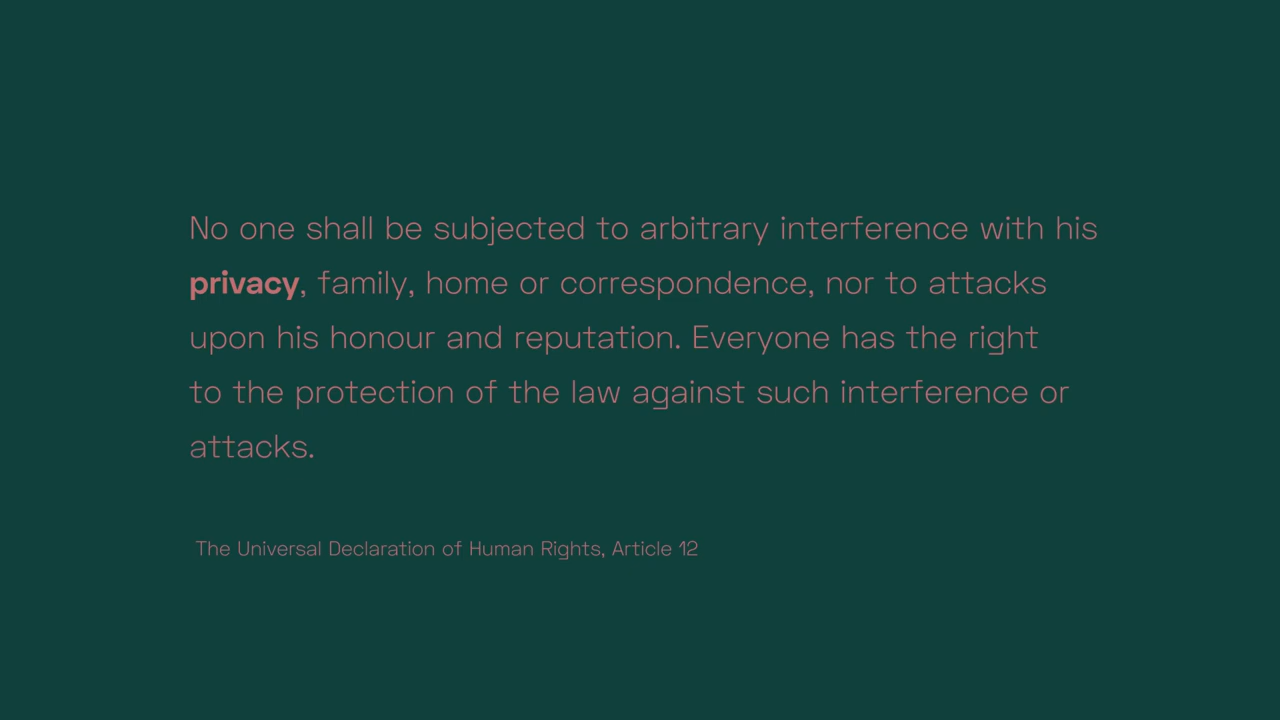 No one shall be subjected to arbitrary interference with his
privacy, family, home or correspondence, nor to attacks
upon his honour and reputation. Everyone has the right
to the protection of the law against such interference or
attacks.
The Universal Declaration of Human Rights, Article 12